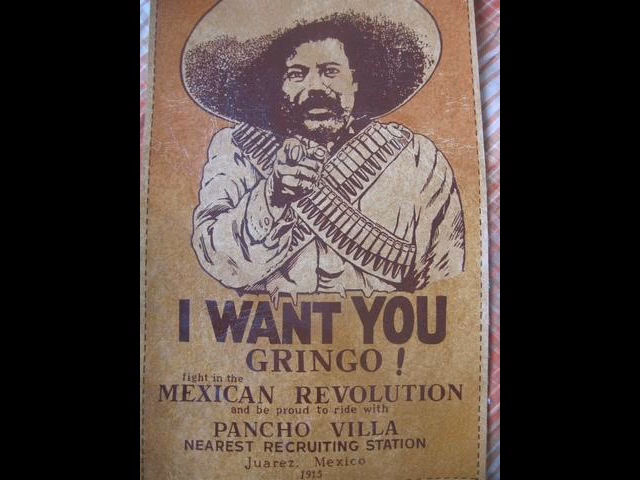 I WANT YOU
GRINGO!
fight in the
MEXICAN REVOLUTION
and be proud to ride with
PANCHO VILLA
NEAREST RECRUITING STATION
Juarez, Mexico
1915